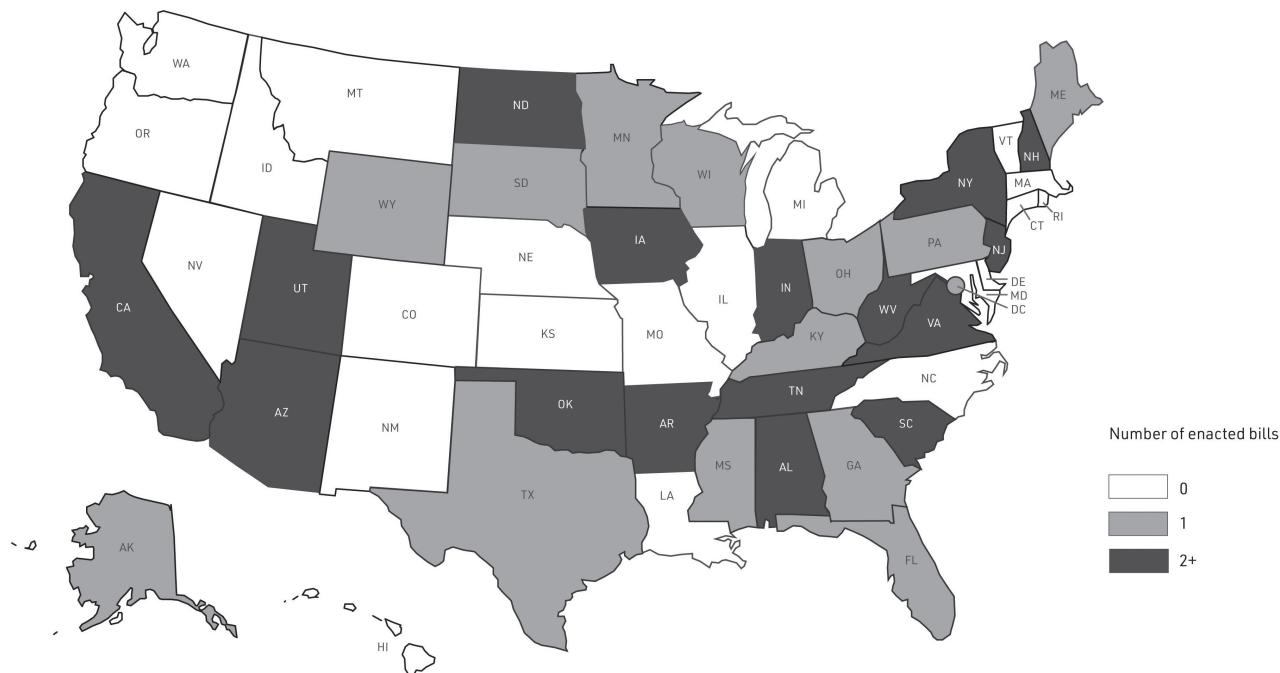 WA
MT
ND
ME
OR
MN
VT
ID
NH
SD
WI
NY
MA
WY
MI
RI
CT
IA
PA
NE
NJ
NV
OH
UT
DE
IL
IN
MD
CA
CO
WV
DC
VA
KS
MO
KY
NC
TN
OK
AZ
AR
SC
NM
Number of enacted bills
MS
AL
GA
0
TX
LA
1
AK
FL
2+
HI